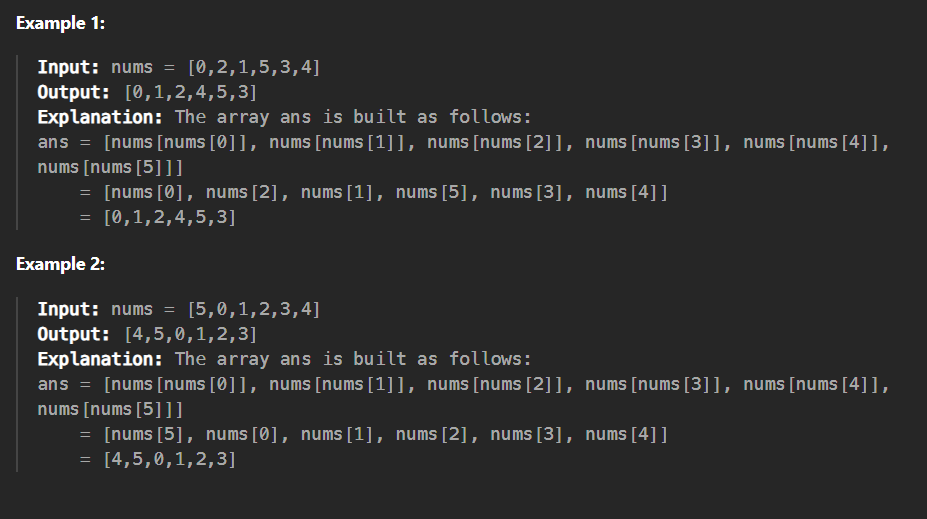 Example 1:
Input: nums = [0,2,1,5,3,4]
Output: [0,1,2,4,5,3]
Explanation: The array ans is built as follows:
ans = [nums[nums[0]], nums[nums[1]], nums[nums[2]], nums[nums[3]], nums[nums[4]],
nums[nums[5]]]
    = [nums[0], nums[2], nums[1], nums[5], nums[3], nums[4]]
    = [0,1,2,4,5,3]
Example 2:
Input: nums = [5,0,1,2,3,4]
Output: [4,5,0,1,2,3]
Explanation: The array ans is built as follows:
ans = [nums[nums[0]], nums[nums[1]], nums[nums[2]], nums[nums[3]], nums[nums[4]],
nums[nums[5]]]
    = [nums[5], nums[0], nums[1], nums[2], nums[3], nums[4]]
    = [4,5,0,1,2,3]